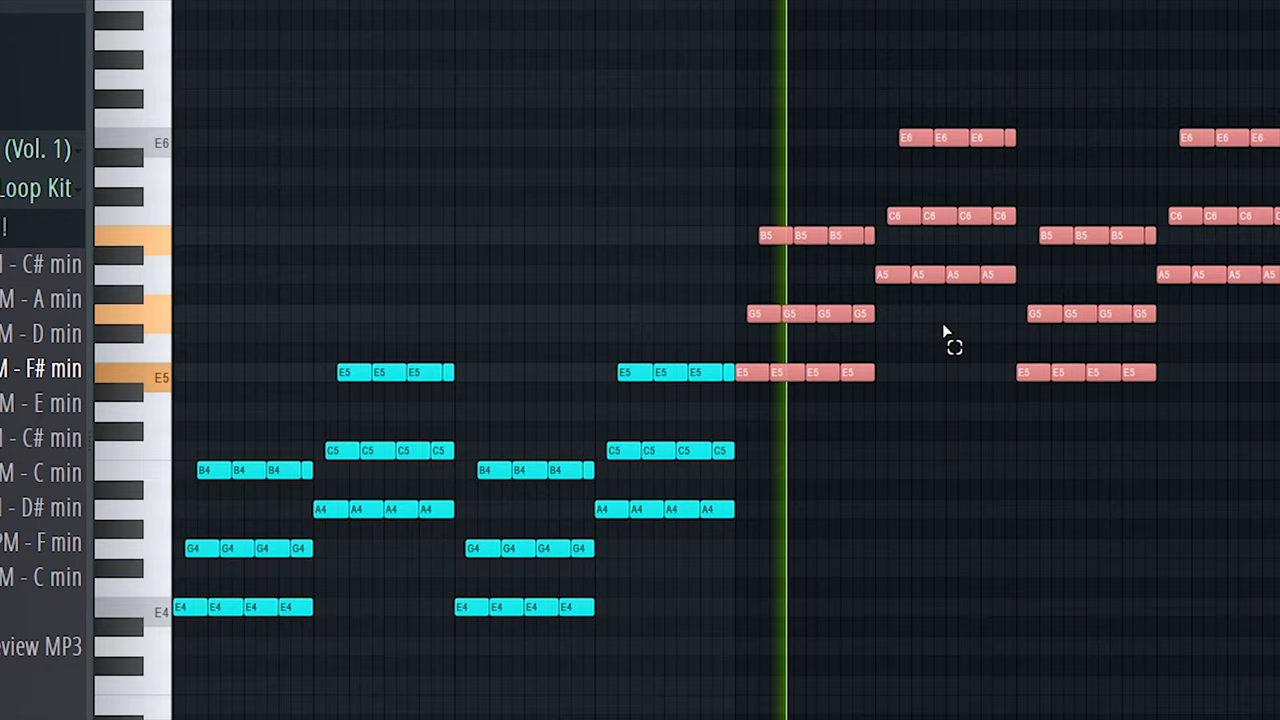 (Vol. 1)
Loop Kit
!
M - C# min
M - A min
M - D min
M - F# min
M - E min
M - C# min
M - C min
M - D# min
PM - F min
M - C min
eview MP3
E6
E5
E4
E6 E6 E6 E6 E6 E6
C6 C6 C6 C6 C6 C6 C6 C
B5 B5 B5 B5 B5 B5
A5 A5 A5 A5 A5 A5 A5 A5
G5 G5 G5 G5 G5 G5 G5 G5
E5 E5 E5 E5 E5 E5 E5 E5 E5 E5 E5 E5 E5 E5
C5 C5 C5 C5 C5 C5 C5 C5
B4 B4 B4 B4 B4 B4
A4 A4 A4 A4 A4 A4 A4 A4
G4 G4 G4 G4 G4 G4 G4 G4
E4 E4 E4 E4 E4 E4 E4 E4